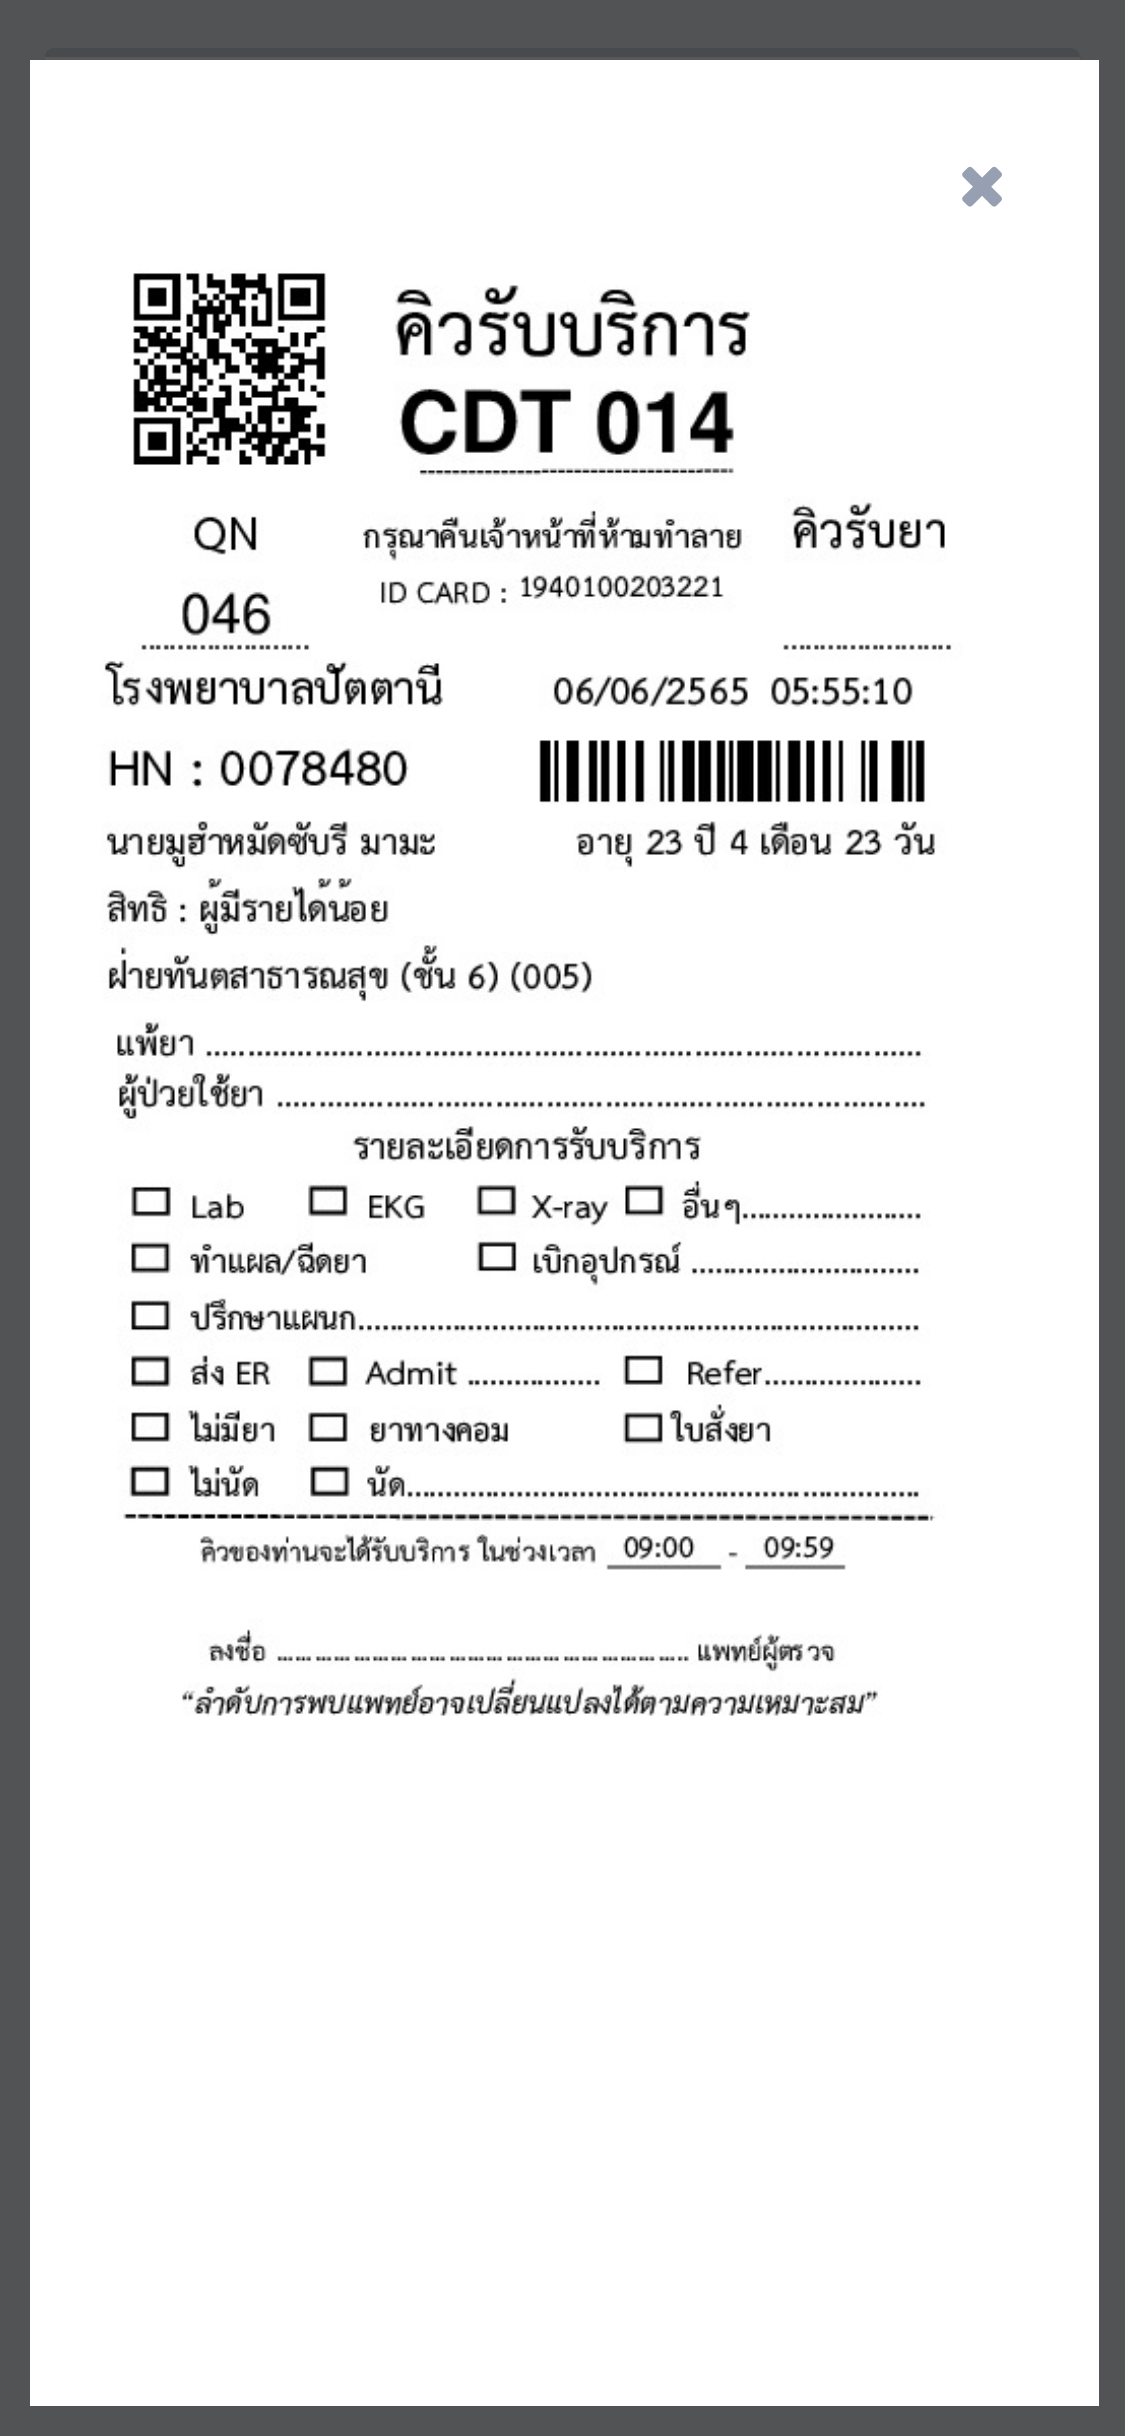 คิวรับบริการ
CDT 014
QN
046
กรุณาคืนเจ้าหน้าที่ห้ามทำลาย
ID CARD : 1940100203221
คิวรับยา
โรงพยาบาลปัตตานี 06/06/2565 05:55:10
HN : 0078480
นายมูฮำหมัดซับรี มามะ อายุ 23 ปี 4 เดือน 23 วัน
สิทธิ : ผู้มีรายได้น้อย
ฝ่ายทันตสาธารณสุข (ชั้น 6) (005)
แพ้ยา ................................................................
ผู้ป่วยใช้ยา ................................................................
รายละเอียดการรับบริการ
Lab EKG X-ray อื่นๆ......................
ทำแผล/ฉีดยา เบิกอุปกรณ์ ............................
ปรึกษาแผนก................................................................
ส่ง ER Admit ................ Refer...................
ไม่มียา ยาทางคอม ใบสั่งยา
ไม่นัด นัด................................................................
คิวของท่านจะได้รับบริการ ในช่วงเวลา 09:00 - 09:59
ลงชื่อ ................................................................ แพทย์ผู้ตรวจ
“ลำดับการพบแพทย์อาจเปลี่ยนแปลงได้ตามความเหมาะสม”